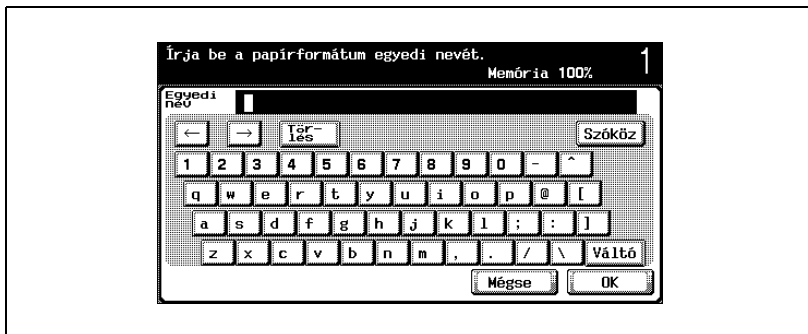 Írja be a papírformátum egyedi nevét.
Memória 100% 1
Egyedi
név
← → Tör-
lés Szóköz
1 2 3 4 5 6 7 8 9 0 - ^
q w e r t y u i o p @ [
a s d f g h j k l ; : ]
z x c v b n m , . / \ Váltó
Mégse OK